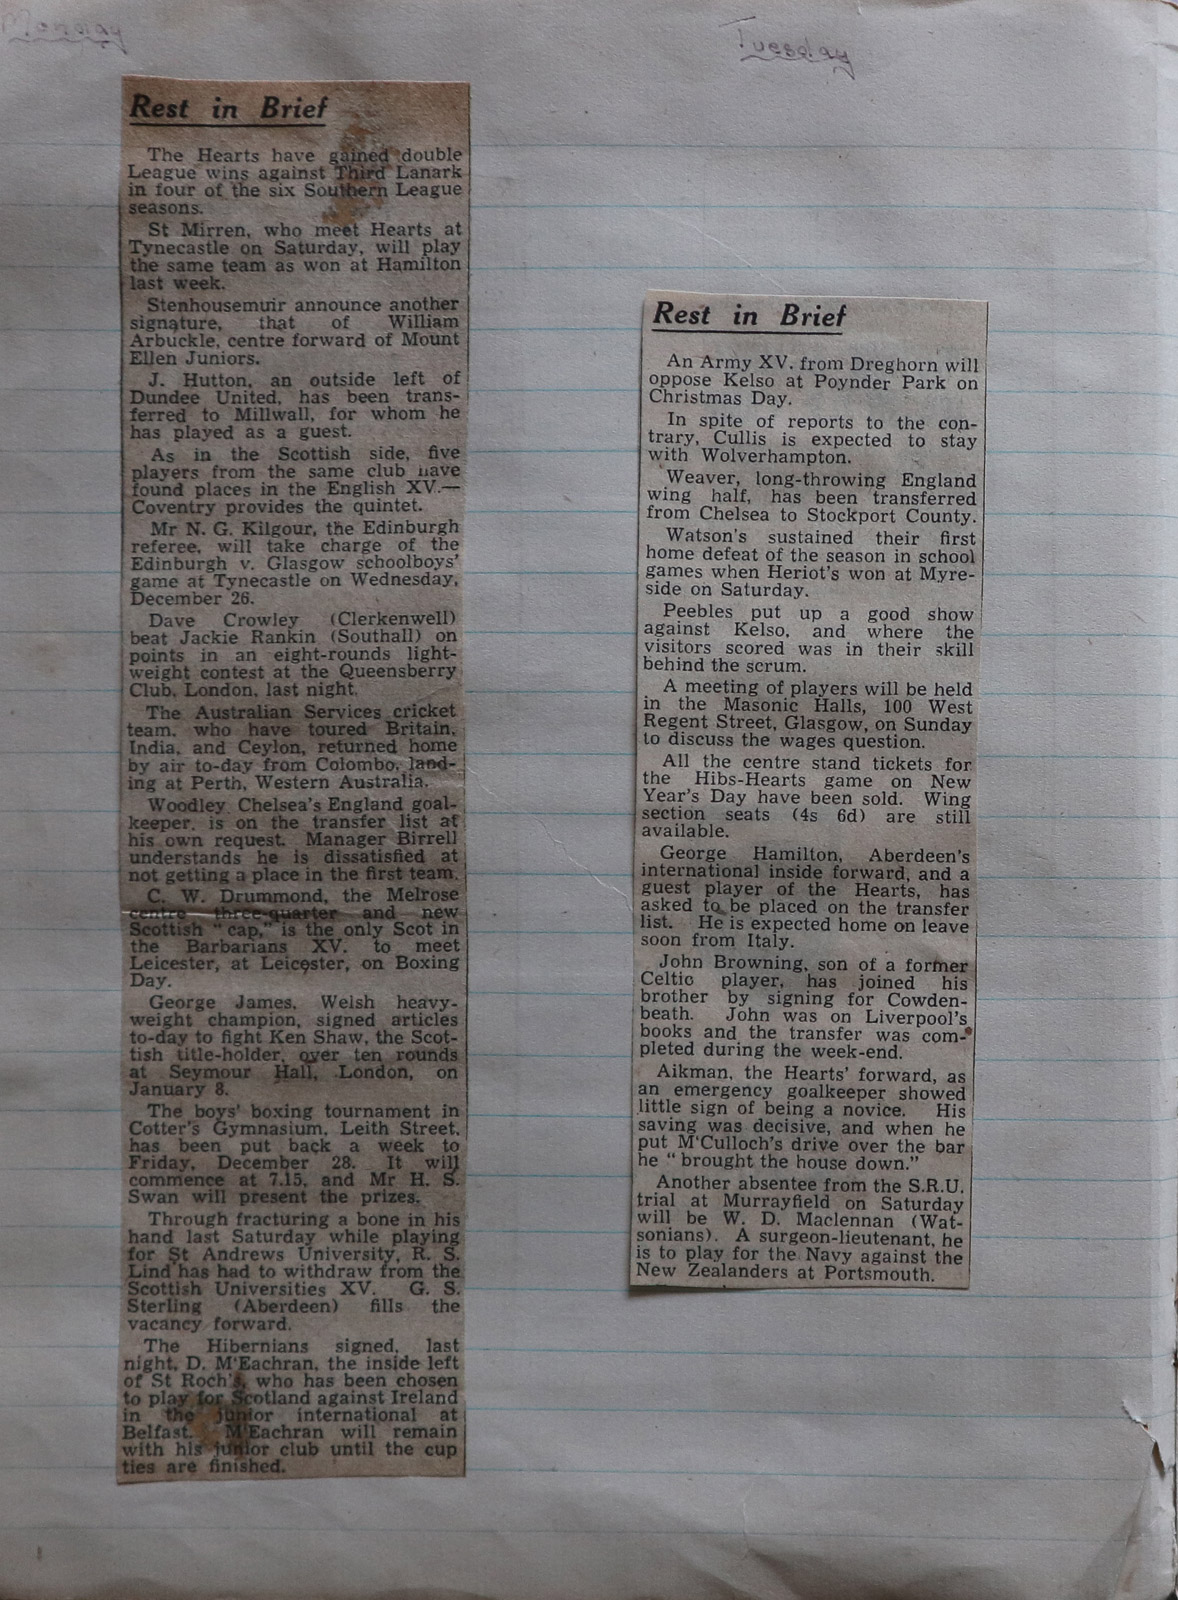 Monday
Rest in Brief
The Hearts have gained double
League wins against Third Lanark
in four of the six Southern League
seasons.
St Mirren, who meet Hearts at
Tynecastle on Saturday, will play
the same team as won at Hamilton
last week.
Stenhousemuir announce another
signature, that of William
Arbuckle, centre forward of Mount
Ellen Juniors.
J. Hutton, an outside left of
Dundee United, has been trans-
ferred to Millwall, for whom he
has played as a guest.
As in the Scottish side, five
players from the same club have
found places in the English XV.—
Coventry provides the quintet.
Mr N. G. Kilgour, the Edinburgh
referee, will take charge of the
Edinburgh v. Glasgow schoolboys'
game at Tynecastle on Wednesday,
December 26.
Dave Crowley (Clerkenwell)
beat Jackie Rankin (Southall) on
points in an eight-rounds light-
weight contest at the Queensberry
Club, London, last night.
The Australian Services cricket
team, who have toured Britain,
India, and Ceylon, returned home
by air to-day from Colombo, land-
ing at Perth, Western Australia.
Woodley Chelsea's England goal-
keeper, is on the transfer list at
his own request. Manager Birrell
understands he is dissatisfied at
not getting a place in the first team.
C. W. Drummond, the Melrose
centre three-quarter and new
Scottish "cap," is the only Scot in
the Barbarians XV. to meet
Leicester, at Leicester, on Boxing
Day.
George James, Welsh heavy-
weight champion, signed articles
to-day to fight Ken Shaw, the Scot-
tish title-holder, over ten rounds
at Seymour Hall, London, on
January 8.
The boys' boxing tournament in
Cotter's Gymnasium, Leith Street,
has been put back a week to
Friday, December 28. It will
commence at 7.15, and Mr H. S.
Swan will present the prizes.
Through fracturing a bone in his
hand last Saturday while playing
for St Andrews University, R. S.
Lind has had to withdraw from the
Scottish Universities XV. G. S.
Sterling (Aberdeen) fills the
vacancy forward.
The Hibernians signed, last
night, D. M'Eachran, the inside left
of St Roch's, who has been chosen
to play for Scotland against Ireland
in the junior international at
Belfast. M'Eachran will remain
with his junior club until the cup
ties are finished.
Tuesday
Rest in Brief
An Army XV. from Dreghorn will
oppose Kelso at Poynder Park on
Christmas Day.
In spite of reports to the con-
trary, Cullis is expected to stay
with Wolverhampton.
Weaver, long-throwing England
wing half, has been transferred
from Chelsea to Stockport County.
Watson's sustained their first
home defeat of the season in school
games when Heriot's won at Myre-
side on Saturday.
Peebles put up a good show
against Kelso, and where the
visitors scored was in their skill
behind the scrum.
A meeting of players will be held
in the Masonic Halls, 100 West
Regent Street, Glasgow, on Sunday
to discuss the wages question.
All the centre stand tickets for
the Hibs-Hearts game on New
Year's Day have been sold. Wing
section seats (4s 6d) are still
available.
George Hamilton, Aberdeen's
international inside forward, and a
guest player of the Hearts, has
asked to be placed on the transfer
list. He is expected home on leave
soon from Italy.
John Browning, son of a former
Celtic player, has joined his
brother by signing for Cowden-
beath. John was on Liverpool's
books and the transfer was com-
pleted during the week-end.
Aikman, the Hearts' forward, as
an emergency goalkeeper showed
little sign of being a novice. His
saving was decisive, and when he
put M'Culloch's drive over the bar
he "brought the house down."
Another absentee from the S.R.U.
trial at Murrayfield on Saturday
will be W. D. Maclennan (Wat-
sonians). A surgeon-lieutenant, he
is to play for the Navy against the
New Zealanders at Portsmouth.